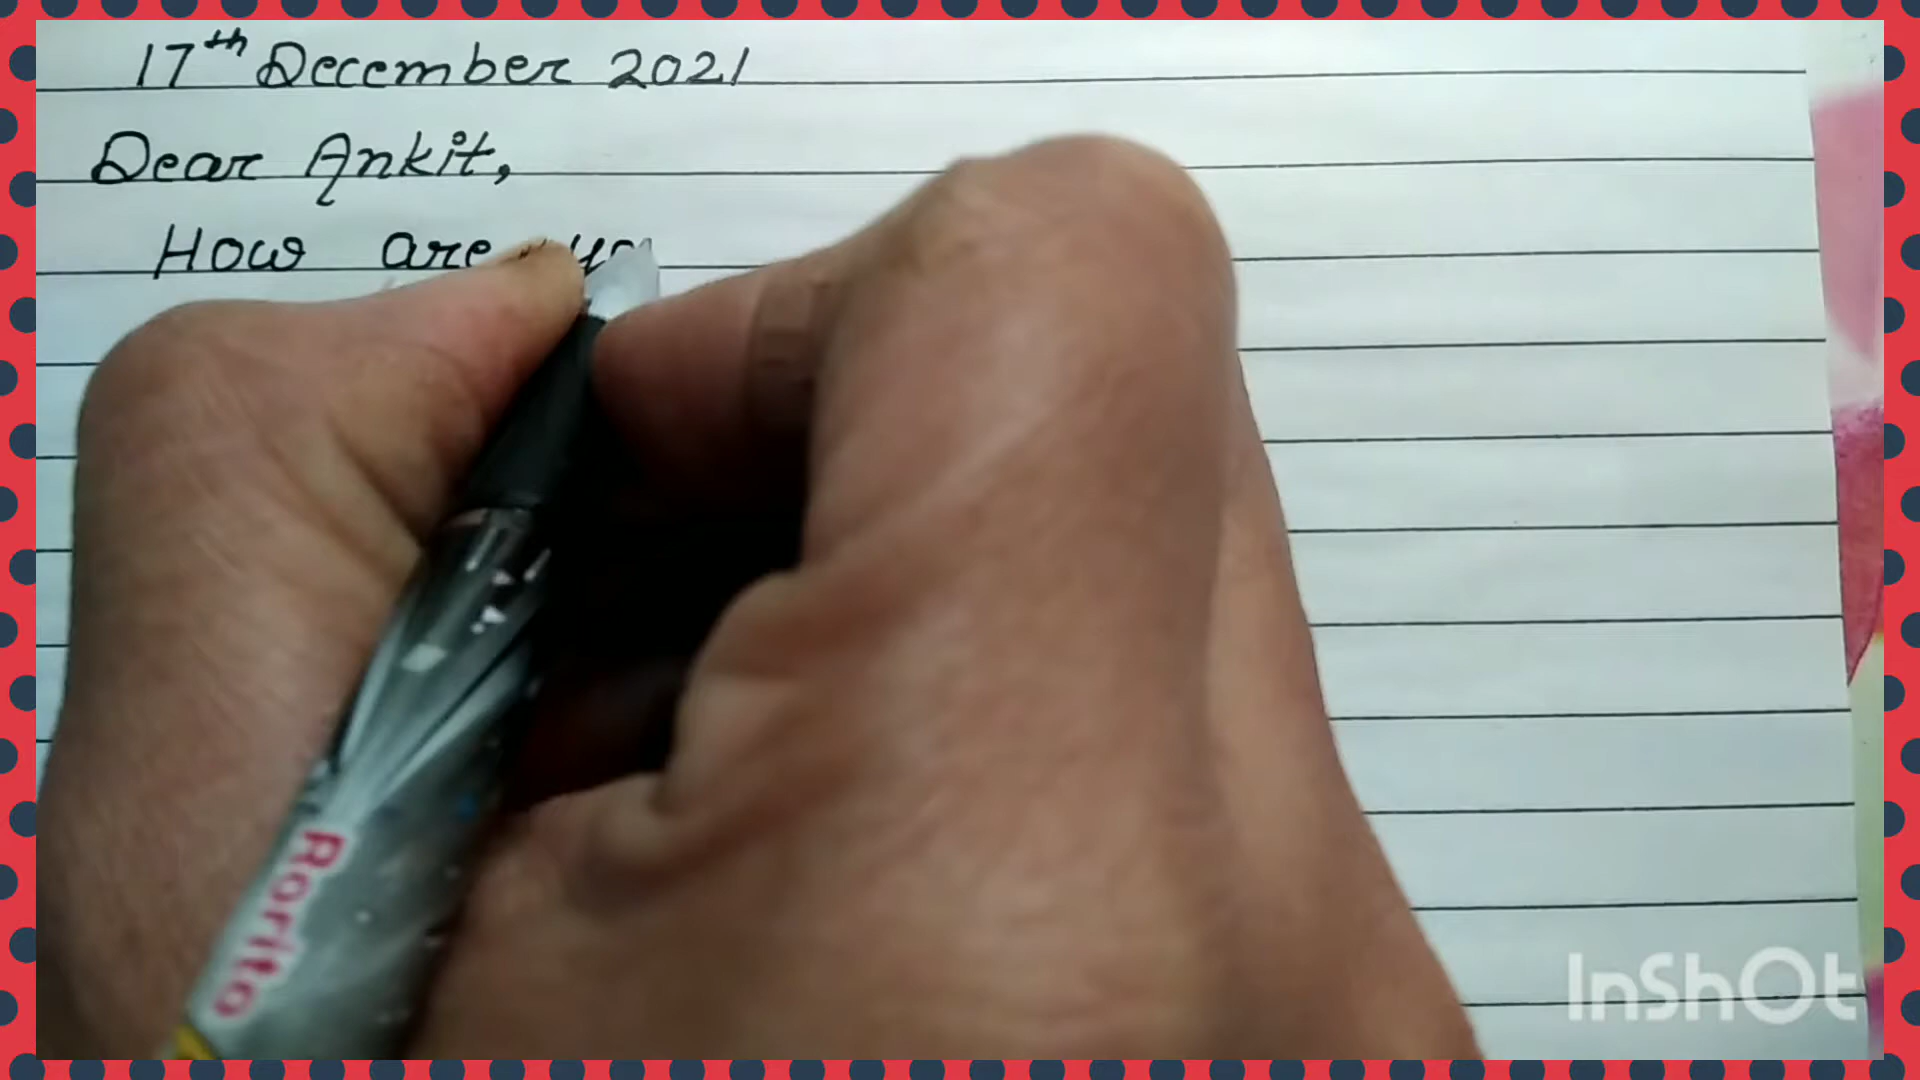 17th December 2021
Dear Ankit,
How are
Rorito
InShOt